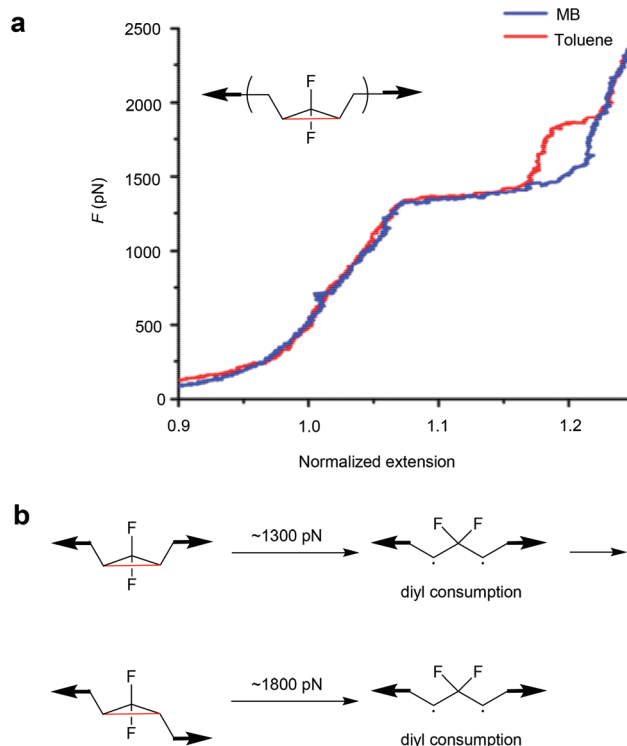 a
MB
Toluene
F
F
2500
2000
1500
1000
500
0
F (pN)
0.9
1.0
1.1
1.2
Normalized extension
b
F
F
~1300 pN
F F
diyl consumption
F
F
~1800 pN
F F
diyl consumption